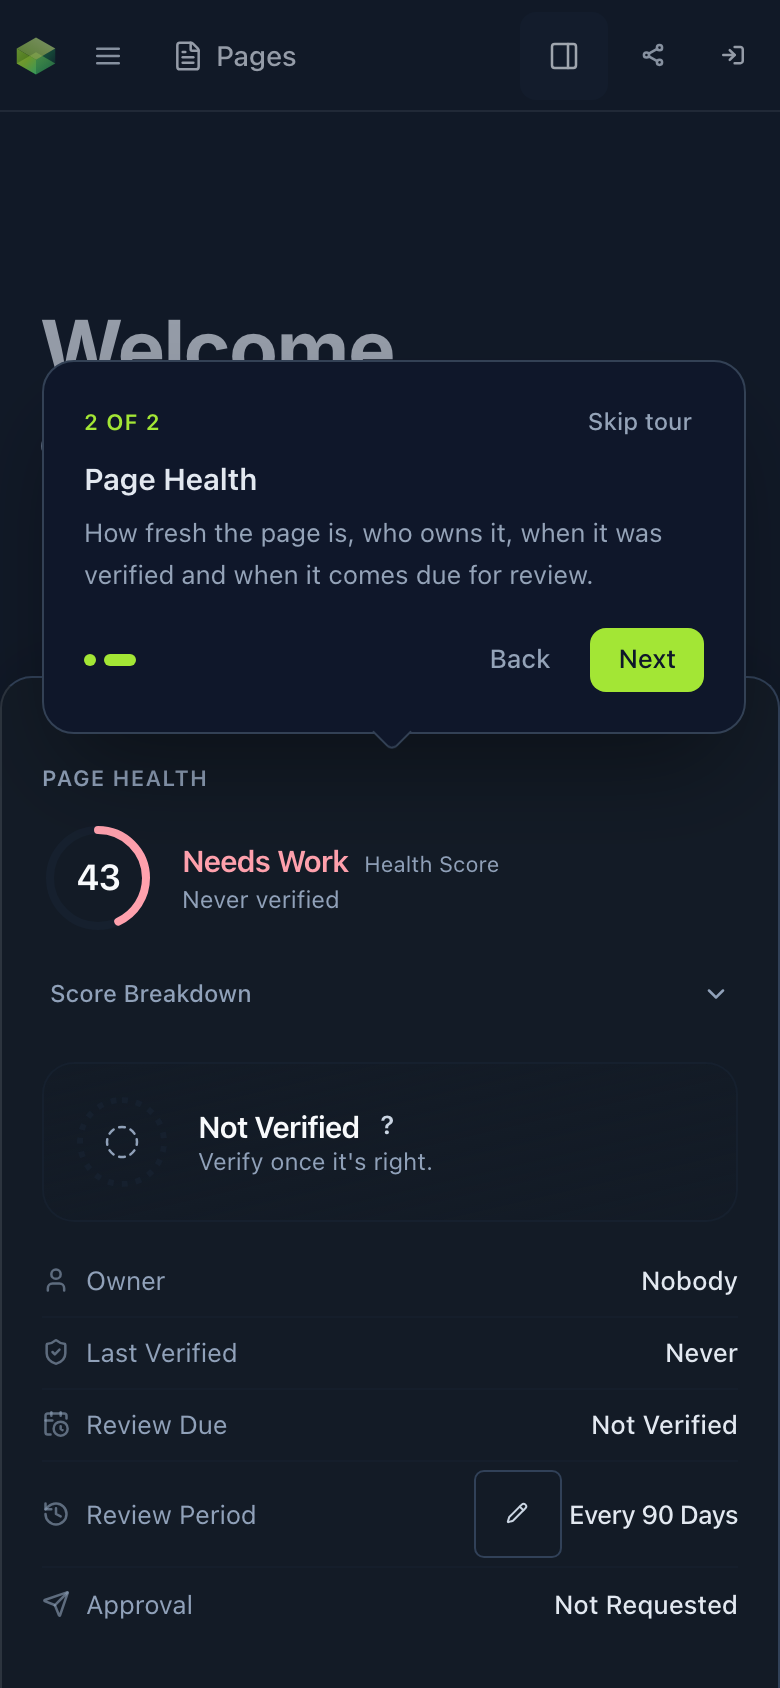 Pages
Welcome
2 OF 2
Skip tour
Page Health
How fresh the page is, who owns it, when it was
verified and when it comes due for review.
Back
Next
PAGE HEALTH
43
Needs Work
Health Score
Never verified
Score Breakdown
Not Verified ?
Verify once it's right.
Owner
Nobody
Last Verified
Never
Review Due
Not Verified
Review Period
Every 90 Days
Approval
Not Requested